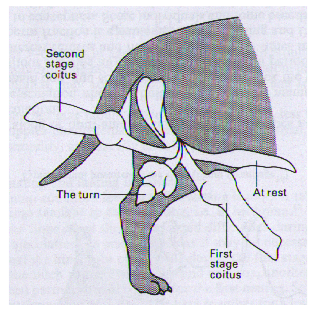 Second
stage
coitus
The turn
At rest
First
stage
coitus